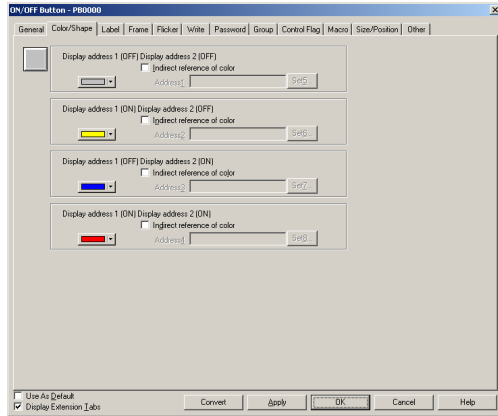 ON/OFF Button - PB0000
General Color/Shape Label Frame Flicker Write Password Group Control Flag Macro Size/Position Other
Display address 1 (OFF) Display address 2 (OFF)
Indirect reference of color
Address1 Set5...
Display address 1 (ON) Display address 2 (OFF)
Indirect reference of color
Address2 Set6...
Display address 1 (OFF) Display address 2 (ON)
Indirect reference of color
Address3 Set7...
Display address 1 (ON) Display address 2 (ON)
Indirect reference of color
Address4 Set8...
Use As Default
Display Extension Tabs
Convert Apply OK Cancel Help